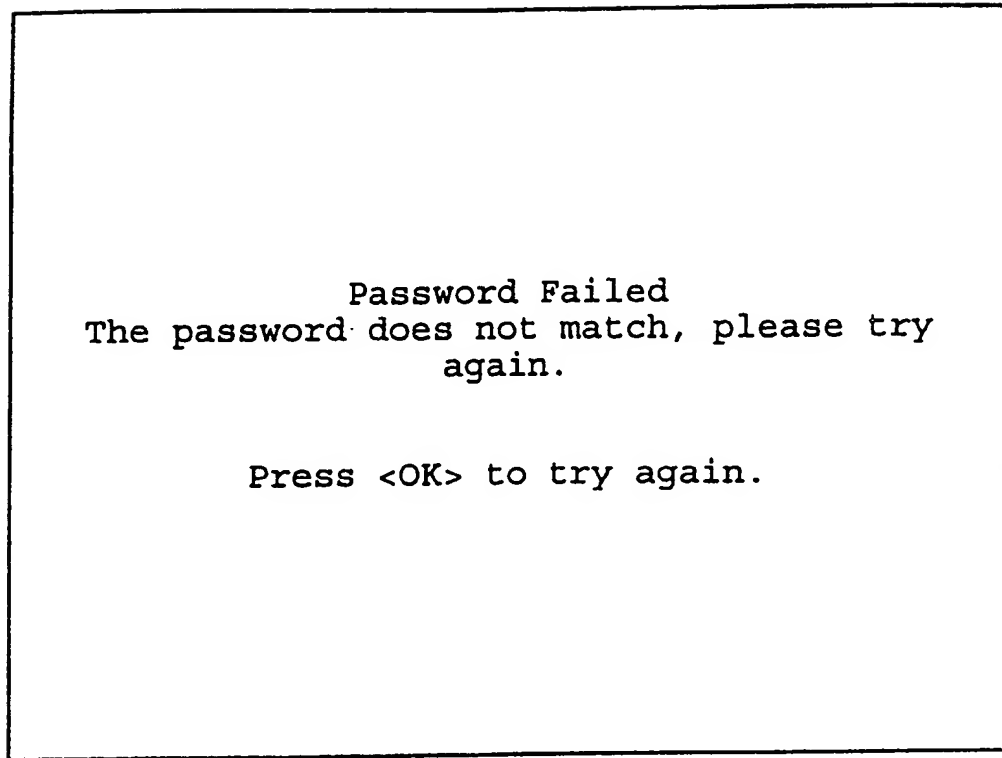 Password Failed
The password does not match, please try
again.
Press <OK> to try again.